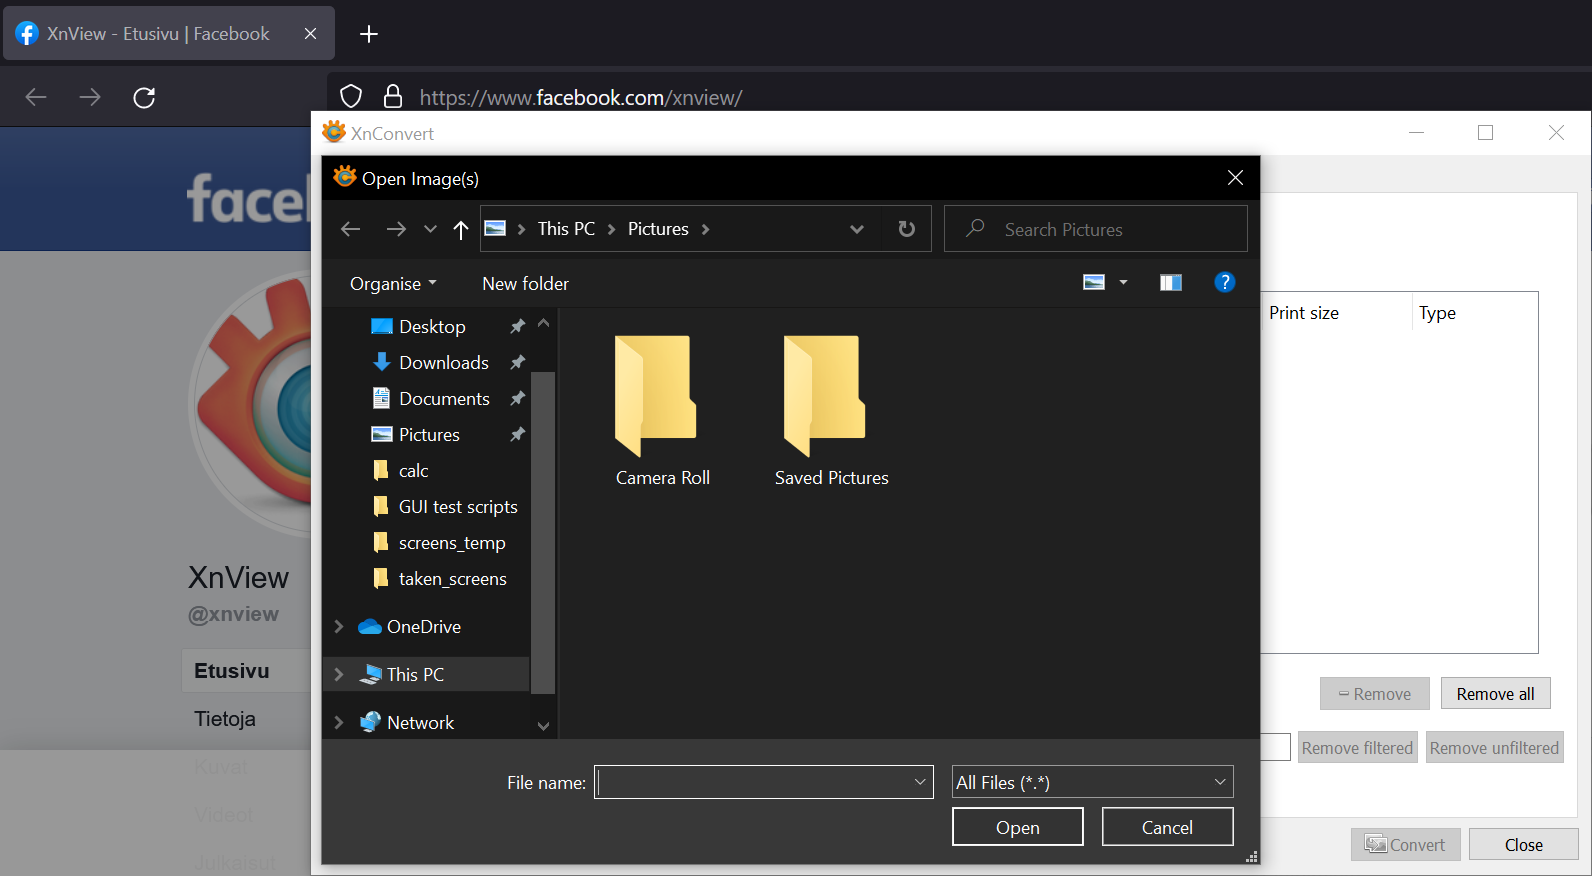 XnView - Etusivu | Facebook
https://www.facebook.com/xnview/
XnConvert
faceb
Open Image(s)
This PC
Pictures
Search Pictures
Organise
New folder
Print size
Type
Desktop
Downloads
Documents
Pictures
calc
GUI test scripts
screens_temp
taken_screens
OneDrive
This PC
Network
Camera Roll
Saved Pictures
XnView
@xnview
Etusivu
Tietoja
Kuvat
Videot
Julkaisut
Remove
Remove all
Remove filtered
Remove unfiltered
File name:
All Files (*.*)
Open
Cancel
Convert
Close